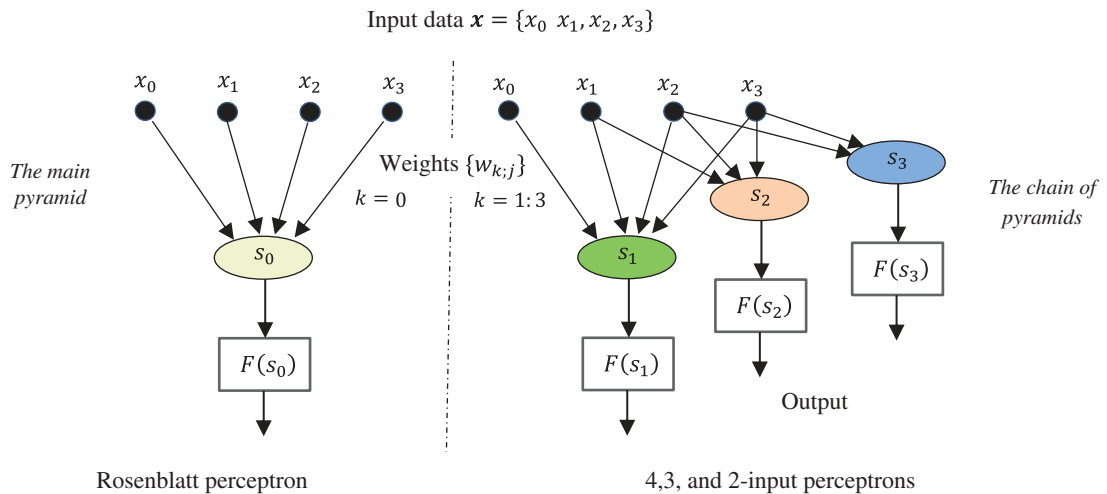 Input data 𝒙 = {x₀ x₁, x₂, x₃}
x₀ x₁ x₂ x₃ x₀ x₁ x₂ x₃
The main
pyramid
Weights {w_{k;j}}
k = 0 k = 1:3
s₃
The chain of
pyramids
s₂
s₀ s₁
F(s₃)
F(s₂)
F(s₀) F(s₁)
Output
Rosenblatt perceptron 4,3, and 2-input perceptrons